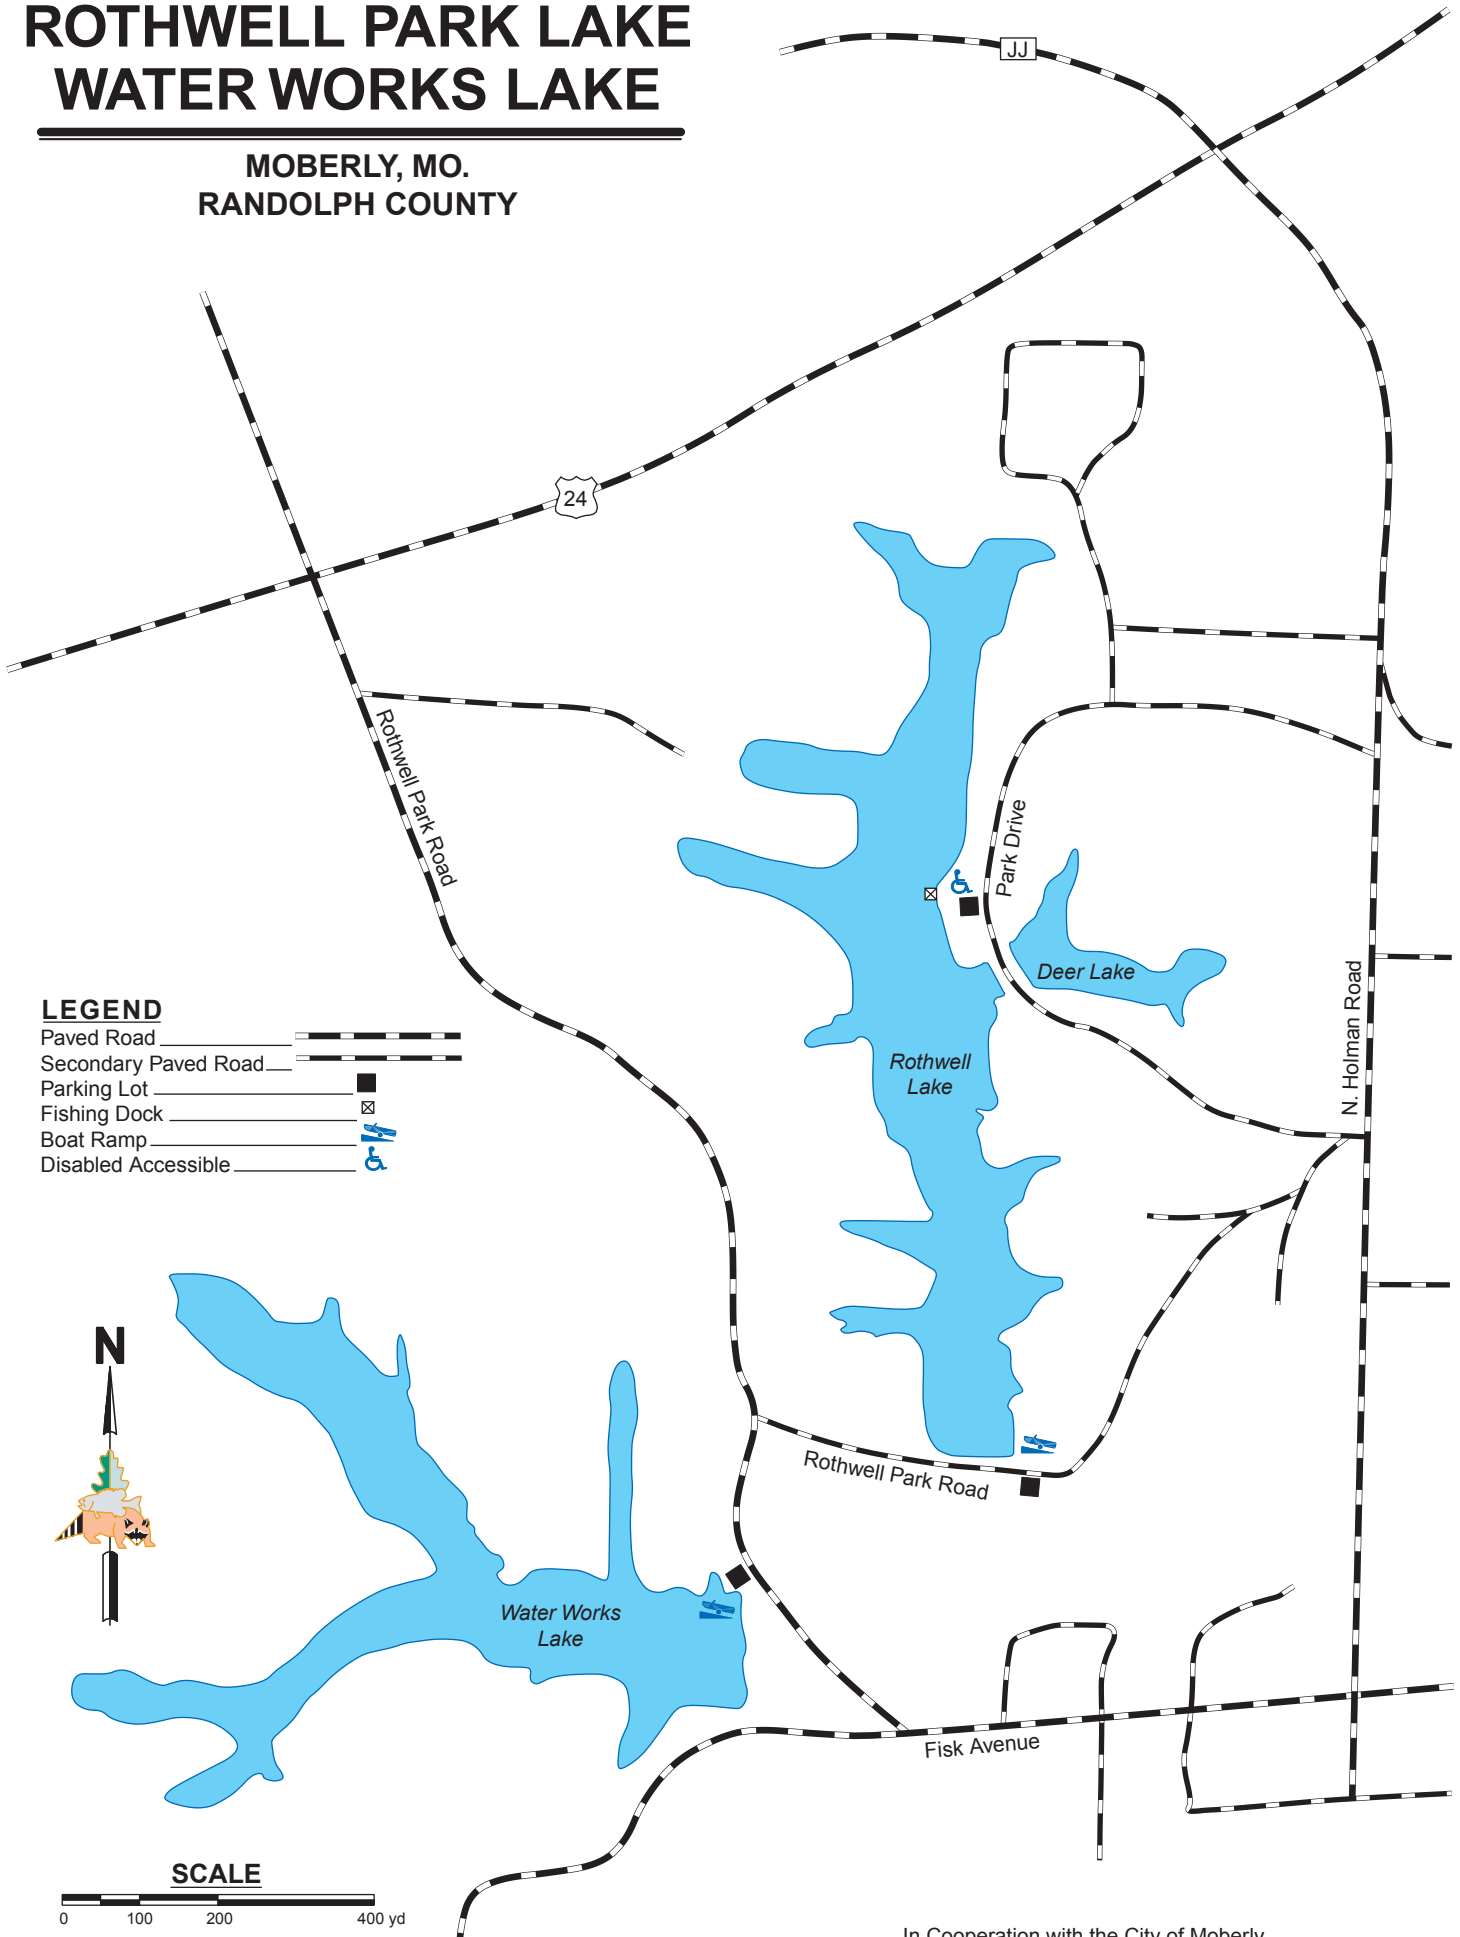 ROTHWELL PARK LAKE
WATER WORKS LAKE
MOBERLY, MO.
RANDOLPH COUNTY
JJ
24
Rothwell Park Road
Park Drive
Deer Lake
N. Holman Road
Rothwell
Lake
LEGEND
Paved Road
Secondary Paved Road
Parking Lot
Fishing Dock
Boat Ramp
Disabled Accessible
N
Rothwell Park Road
Water Works
Lake
Fisk Avenue
SCALE
0 100 200 400 yd
In Cooperation with the City of Moberly